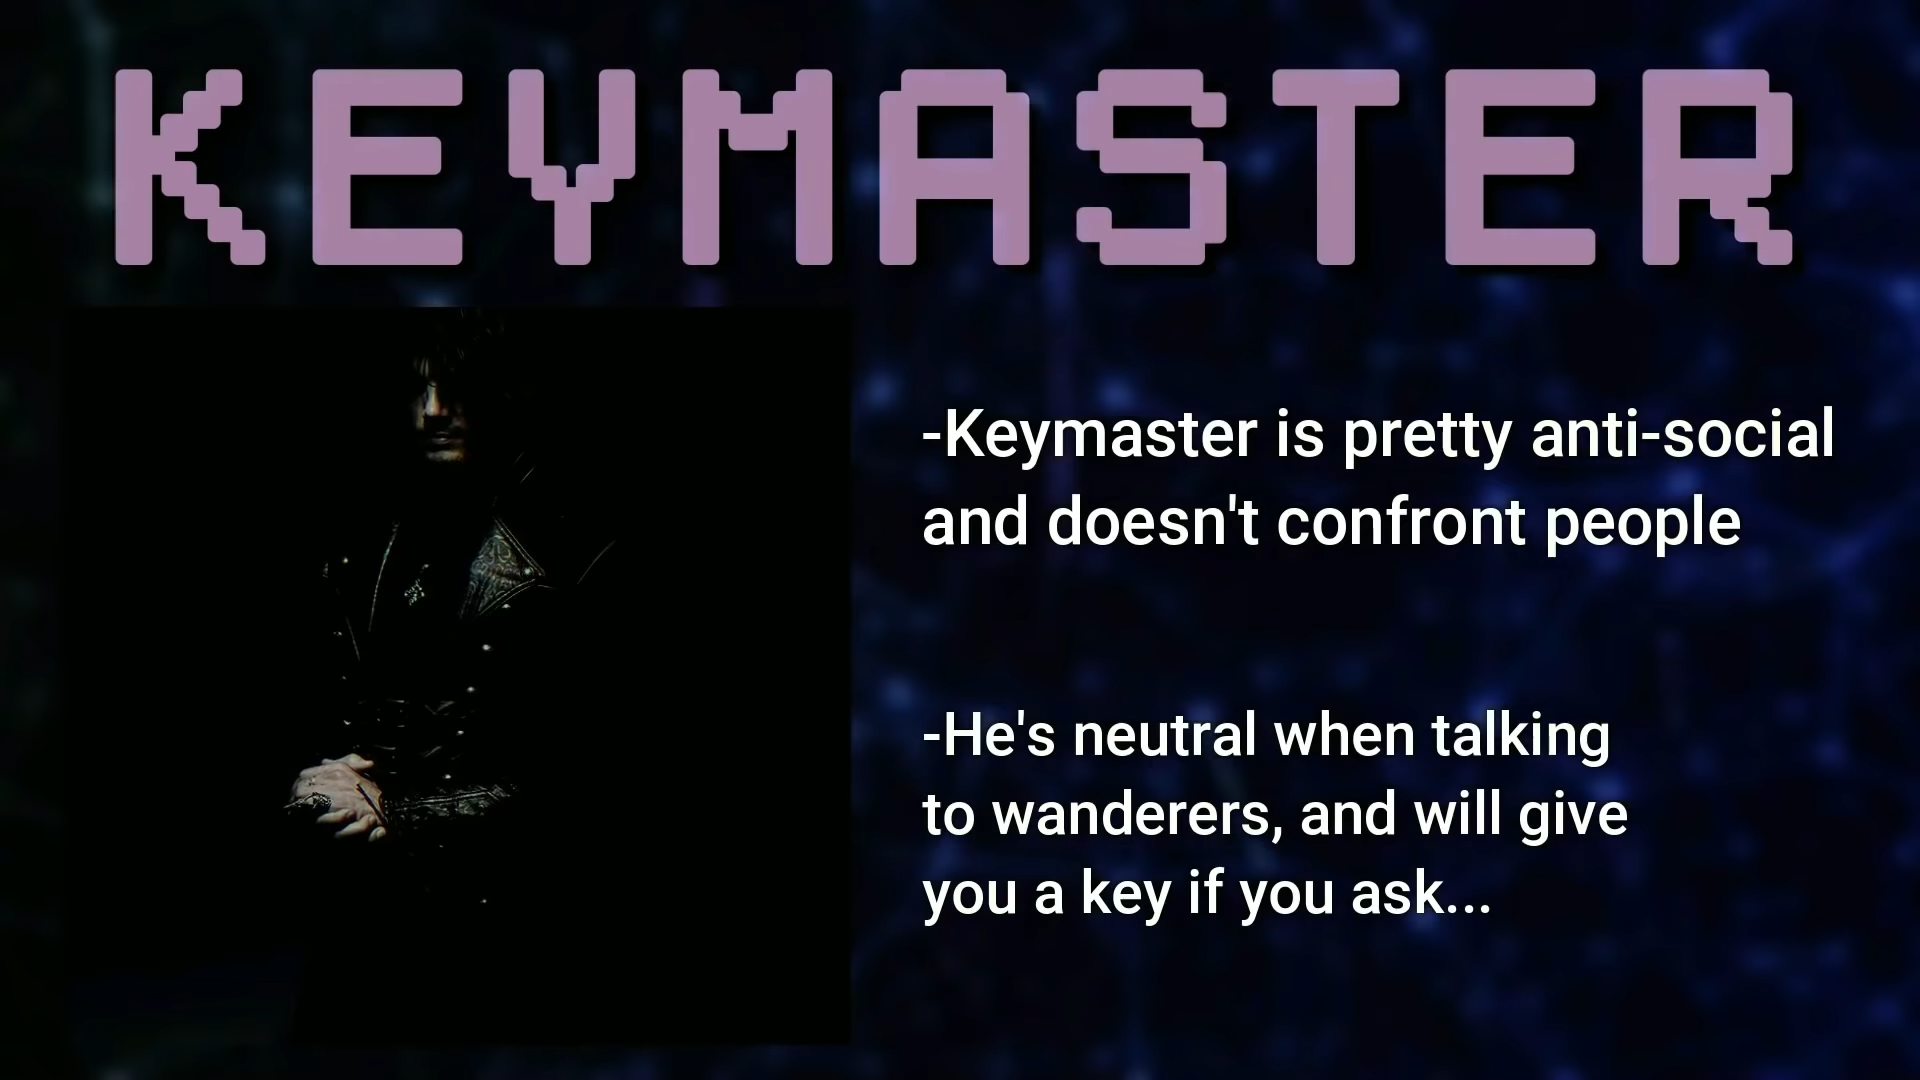 KEYMASTER
-Keymaster is pretty anti-social
and doesn't confront people
-He's neutral when talking
to wanderers, and will give
you a key if you ask...